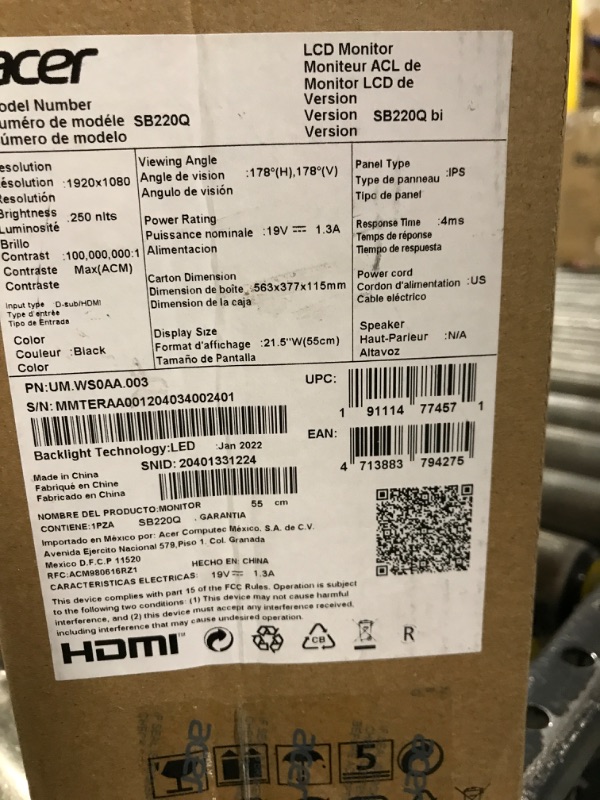 acer
LCD Monitor
Moniteur ACL de
Monitor LCD de
Version
Version SB220Q bi
Version
odel Number
uméro de modéle SB220Q
úmero de modelo
esolution
ésolution :1920x1080
Resolutión
Brightness
Luminosité :250 nits
Brillo
Contrast :100,000,000:1
Contraste Max(ACM)
Contraste
Input type D-sub/HDMI
Type d'entrée
Tipo de Entrada
Color
Couleur :Black
Color
Viewing Angle
Angle de vision :178°(H),178°(V)
Angulo de visión
Power Rating
Puissance nominale :19V 1.3A
Alimentacion
Carton Dimension
Dimension de boîte :563x377x115mm
Dimension de la caja
Display Size
Format d'affichage :21.5"W(55cm)
Tamaño de Pantalla
Panel Type
Type de panneau :IPS
Tipo de panel
Response Time :4ms
Temps de réponse
Tiempo de respuesta
Power cord
Cordon d'alimentation :US
Cable eléctrico
Speaker
Haut-Parieur :N/A
Altavoz
PN:UM.WS0AA.003
S/N: MMTERAA001204034002401
UPC:
1 91114 77457 1
EAN:
4 713883 794275
Backlight Technology:LED :Jan 2022
SNID: 20401331224
Made in China
Fabriqué en Chine
Fabricado en China
NOMBRE DEL PRODUCTO:MONITOR 55 cm
CONTIENE:1PZA SB220Q , GARANTIA
Importado en México por: Acer Computec México, S.A. de C.V.
Avenida Ejercito Nacional 579,Piso 1. Col. Granada
Mexico D.F.C.P 11520
RFC:ACM980616RZ1 HECHO EN: CHINA
CARACTERISTICAS ELECTRICAS: 19V 1.3A
This device complies with part 15 of the FCC Rules. Operation is subject
to the following two conditions: (1) This device may not cause harmful
interference, and (2) this device must accept any interference received,
including interference that may cause undesired operation.
HDMI™
CB
R
5
acer
acer
acer